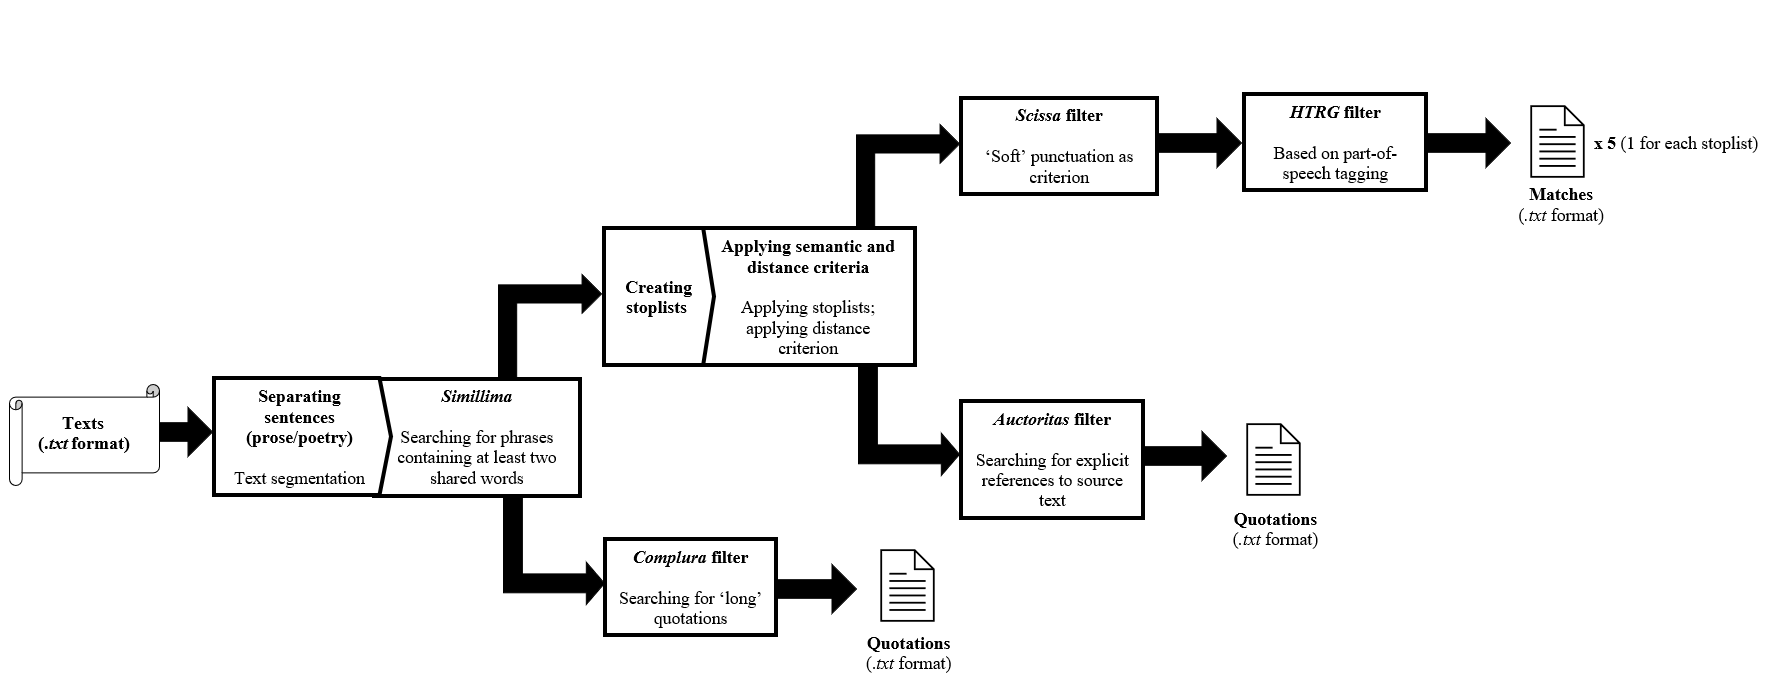 Texts
(.txt format)
Separating
sentences
(prose/poetry)
Text segmentation
Simillima
Searching for phrases
containing at least two
shared words
Creating
stoplists
Applying semantic and
distance criteria
Applying stoplists;
applying distance
criterion
Scissa filter
‘Soft’ punctuation as
criterion
HTRG filter
Based on part-of-
speech tagging
x 5 (1 for each stoplist)
Matches
(.txt format)
Auctoritas filter
Searching for explicit
references to source
text
Quotations
(.txt format)
Complura filter
Searching for ‘long’
quotations
Quotations
(.txt format)